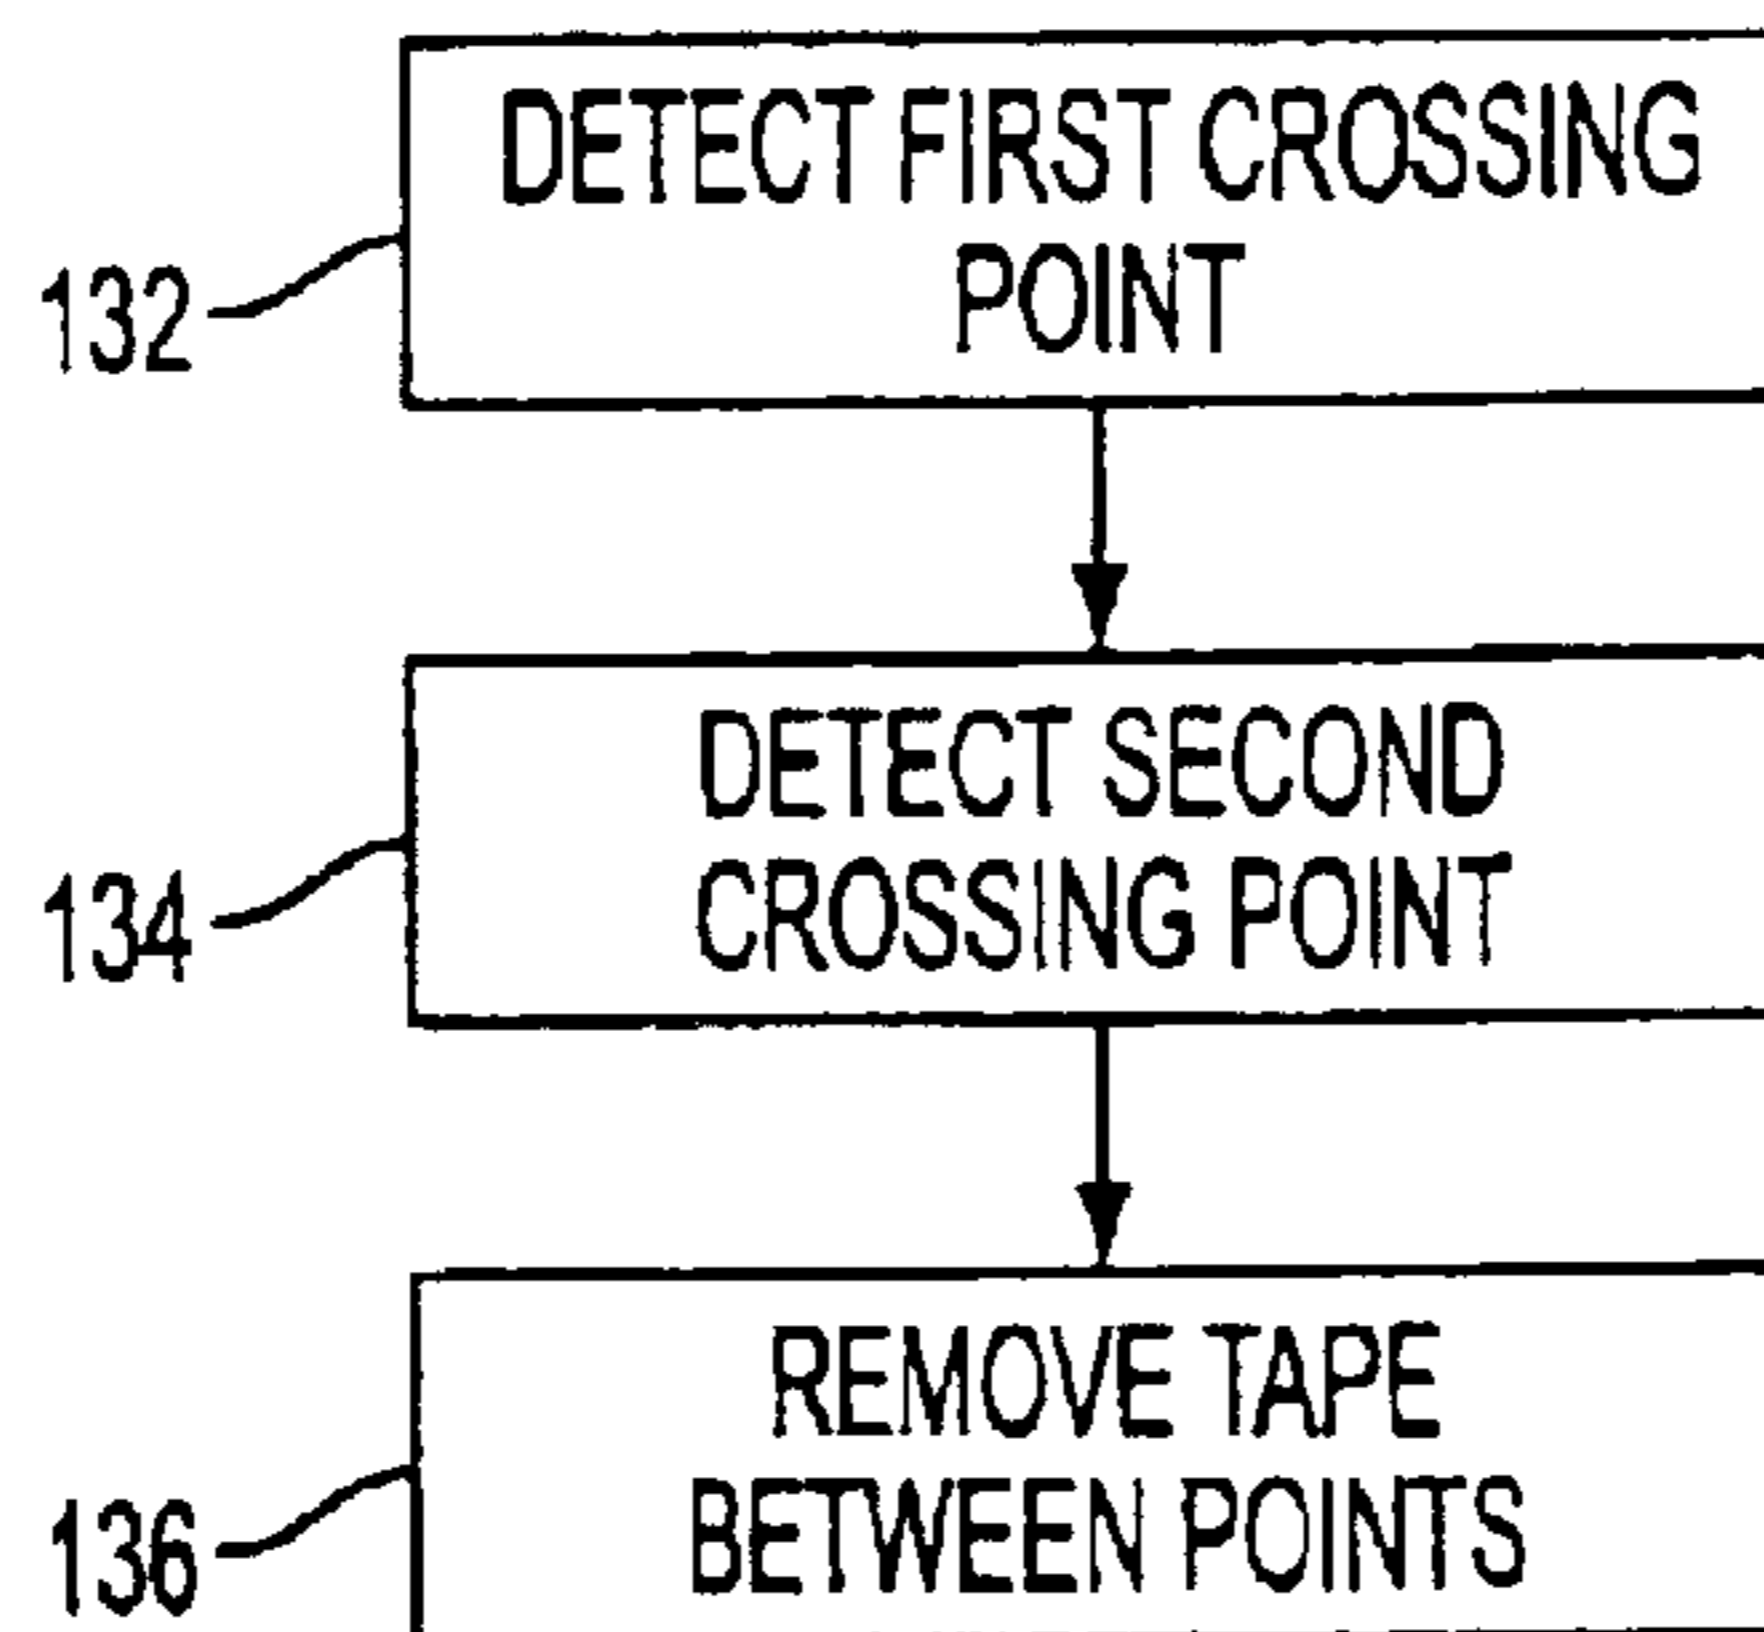 DETECT FIRST CROSSING
POINT
132
DETECT SECOND
CROSSING POINT
134
REMOVE TAPE
BETWEEN POINTS
136